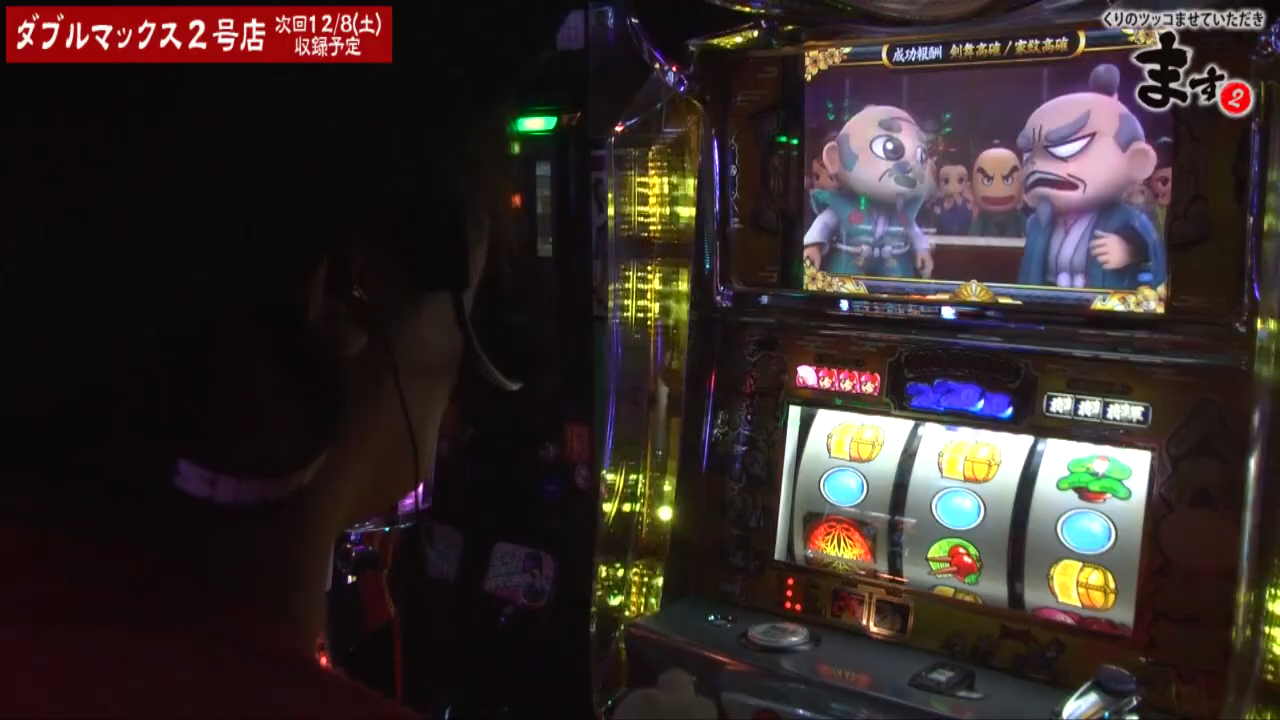 ダブルマックス2号店
次回12/8(土)
収録予定
くりのツッコませていただき
ます2
成功報酬 剣舞高確/家獣高確